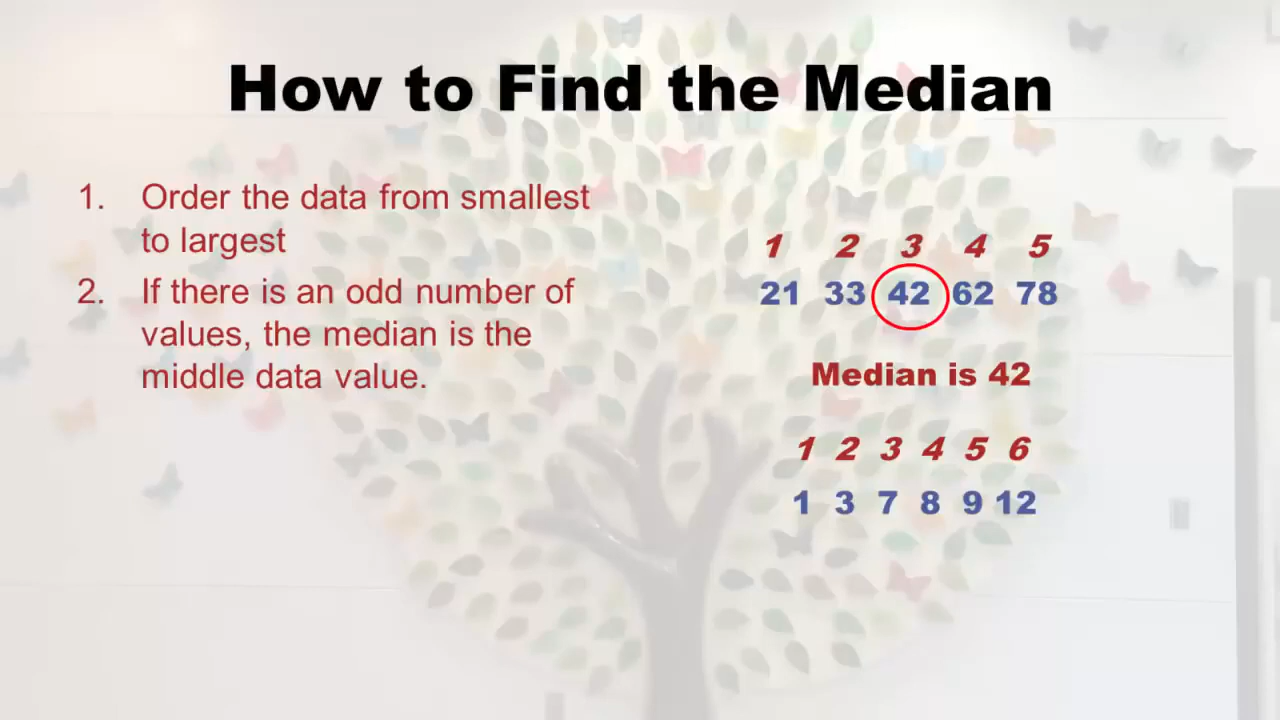 How to Find the Median
1. Order the data from smallest
to largest
2. If there is an odd number of
values, the median is the
middle data value.
1 2 3 4 5
21 33 42 62 78
Median is 42
1 2 3 4 5 6
1 3 7 8 9 12